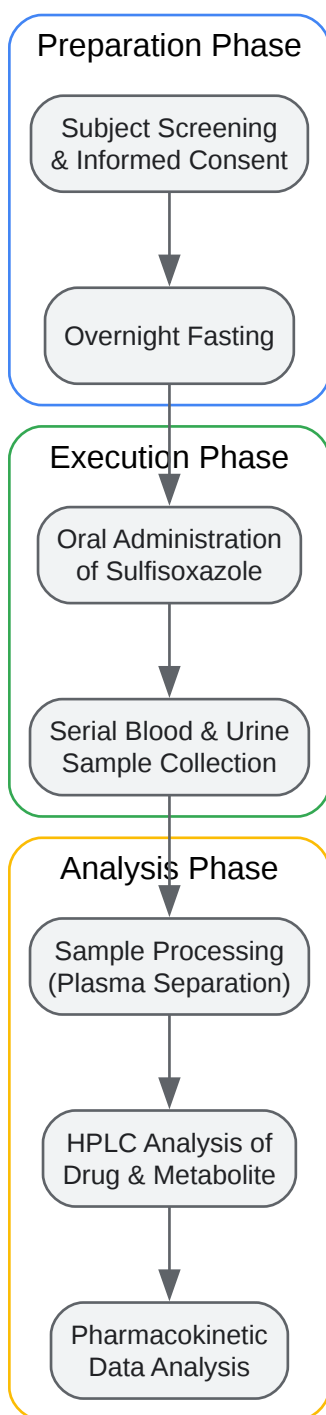 Preparation Phase
Subject Screening
& Informed Consent
Overnight Fasting
Execution Phase
Oral Administration
of Sulfisoxazole
Serial Blood & Urine
Sample Collection
Analysis Phase
Sample Processing
(Plasma Separation)
HPLC Analysis of
Drug & Metabolite
Pharmacokinetic
Data Analysis